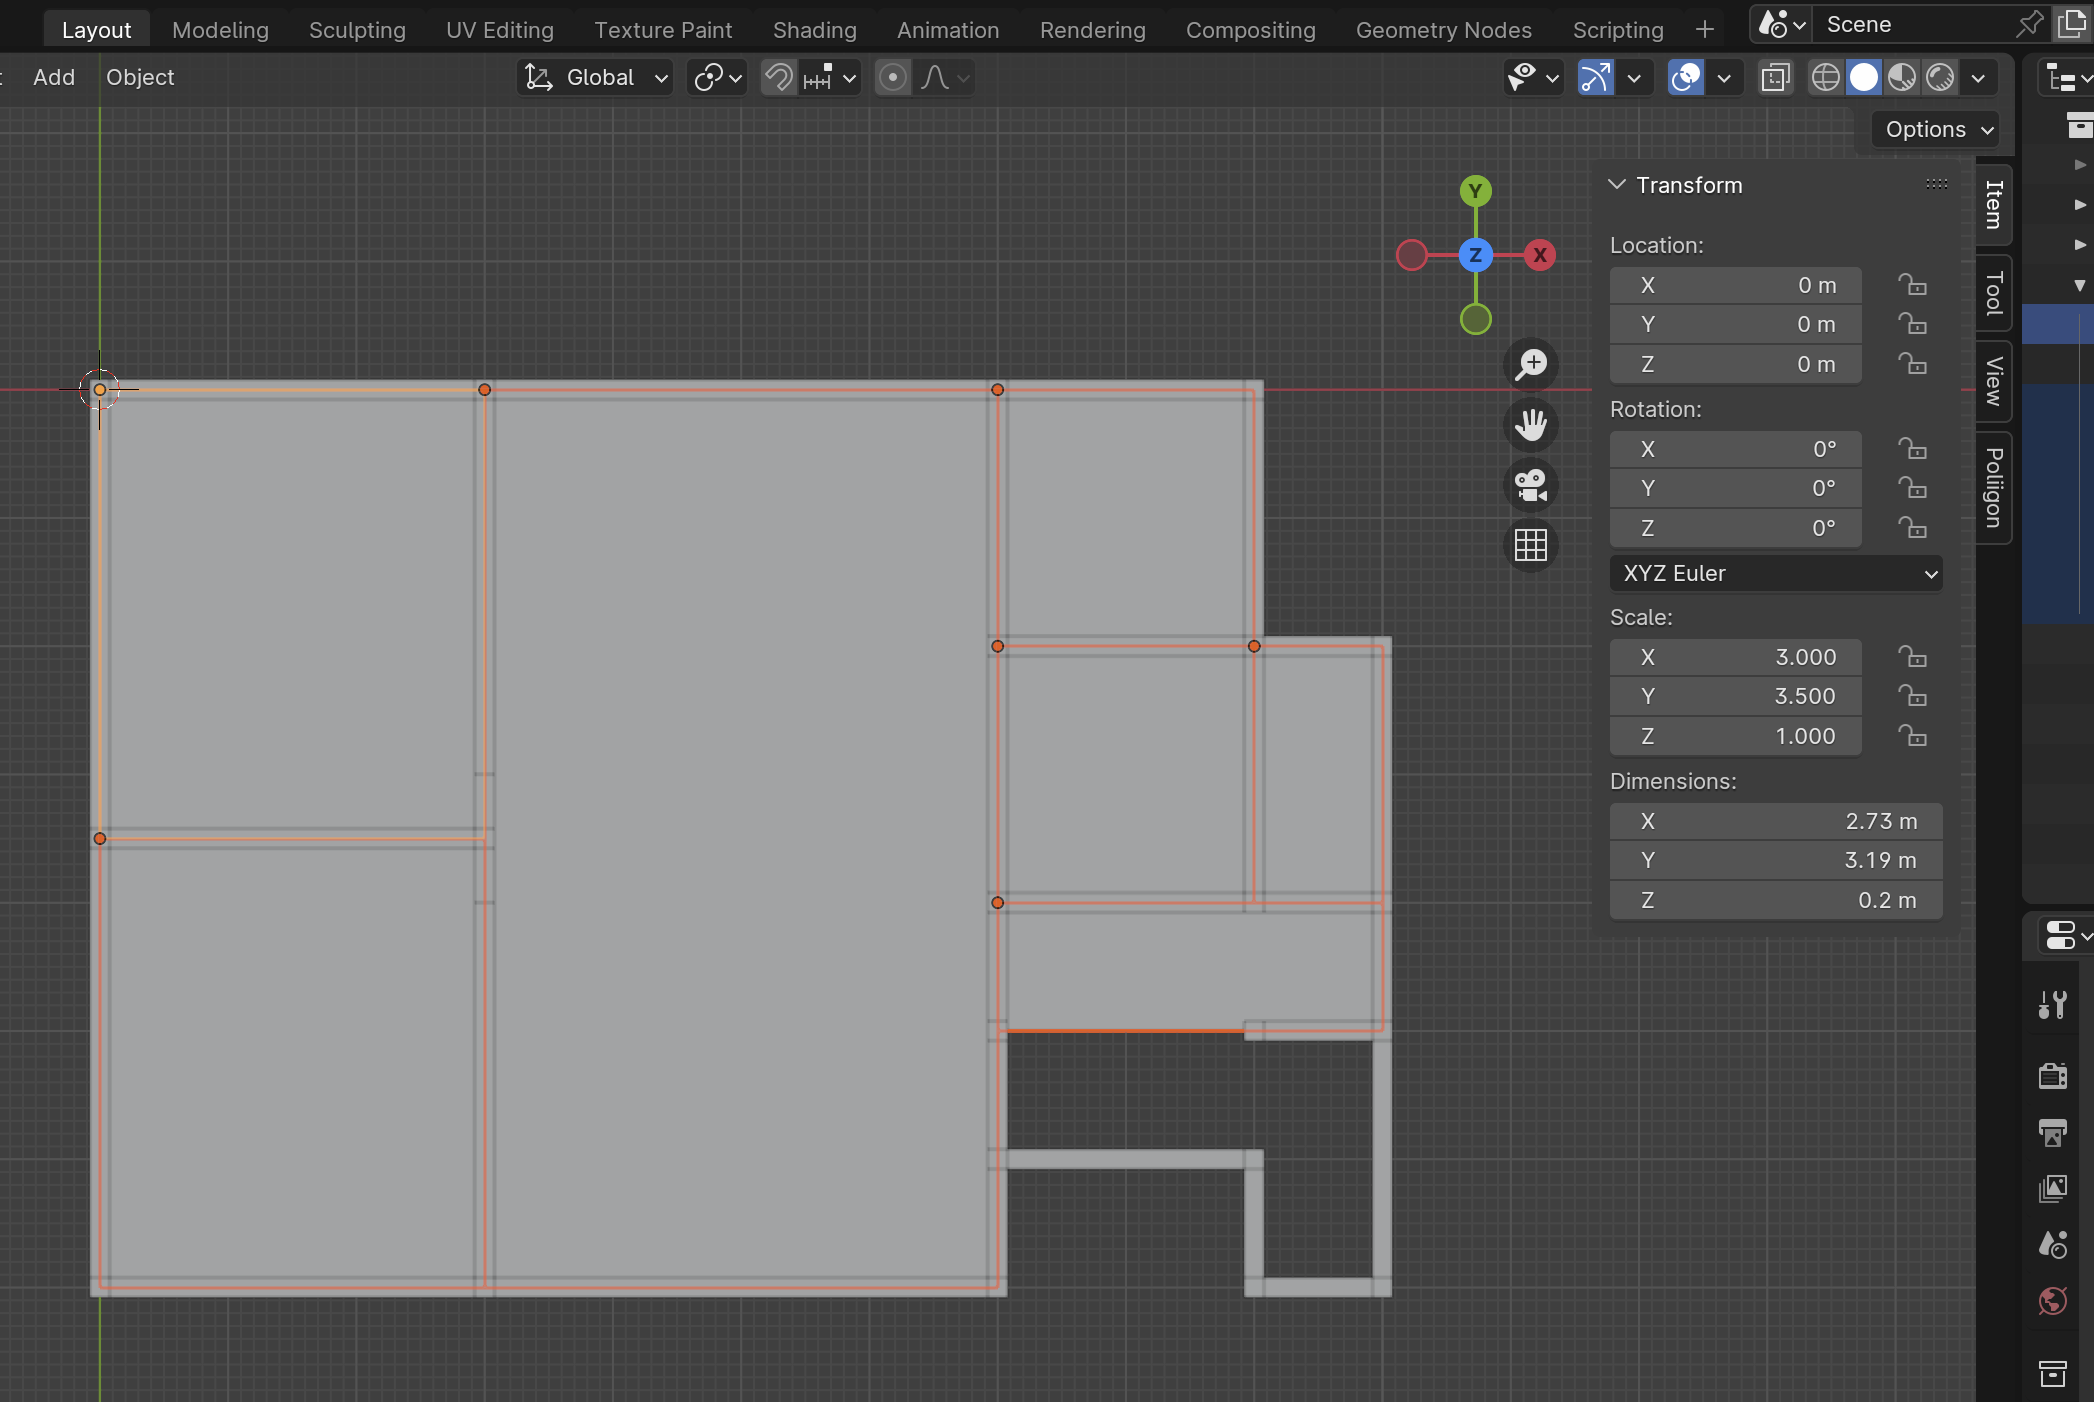 Layout Modeling Sculpting UV Editing Texture Paint Shading Animation Rendering Compositing Geometry Nodes Scripting + Scene
Add Object Global
Options
Transform
Location:
X 0 m
Y 0 m
Z 0 m
Rotation:
X 0°
Y 0°
Z 0°
XYZ Euler
Scale:
X 3.000
Y 3.500
Z 1.000
Dimensions:
X 2.73 m
Y 3.19 m
Z 0.2 m
Item
Tool
View
Poliigon
Y
Z X